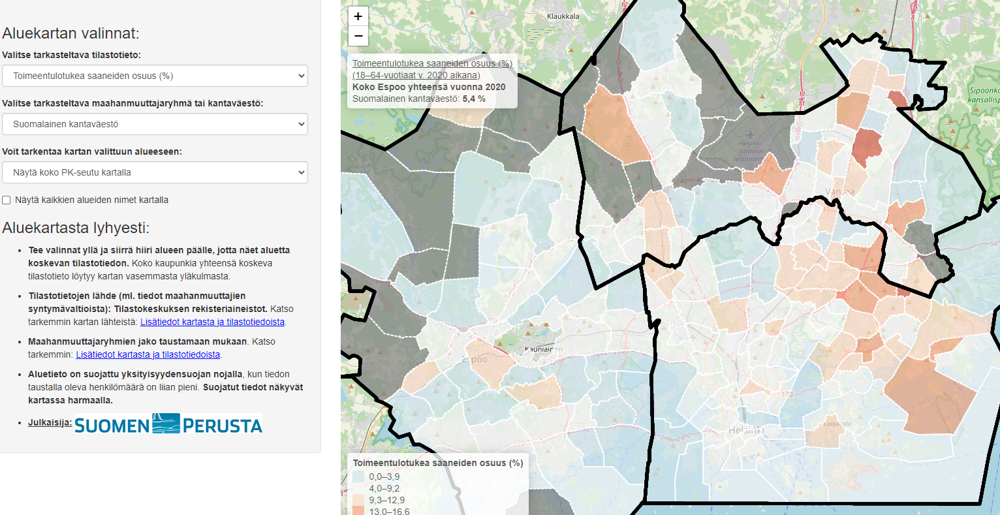 Aluekartan valinnat:
Valitse tarkasteltava tilastotieto:
Toimeentulotukea saaneiden osuus (%)
Valitse tarkasteltava maahanmuuttajaryhmä tai kantaväestö:
Suomalainen kantaväestö
Voit tarkentaa kartan valittuun alueeseen:
Näytä koko PK-seutu kartalla
Näytä kaikkien alueiden nimet kartalla
Aluekartasta lyhyesti:
• Tee valinnat yllä ja siirrä hiiri alueen päälle, jotta näet aluetta
koskevan tilastotiedon. Koko kaupunkia yhteensä koskeva
tilastotieto löytyy kartan vasemmasta yläkulmasta.
• Tilastotietojen lähde (ml. tiedot maahanmuuttajien
syntymävaltioista): Tilastokeskuksen rekisteriaineistot. Katso
tarkemmin kartan lähteistä: Lisätiedot kartasta ja tilastotiedoista.
• Maahanmuuttajaryhmien jako taustamaan mukaan. Katso
tarkemmin: Lisätiedot kartasta ja tilastotiedoista.
• Aluetieto on suojattu yksityisyydensuojan nojalla, kun tiedon
taustalla oleva henkilömäärä on liian pieni. Suojatut tiedot näkyvät
kartassa harmaalla.
• Julkaisija: SUOMEN PERUSTA
+
−
Toimeentulotukea saaneiden osuus (%)
(18–64-vuotiaat v. 2020 aikana)
Koko Espoo yhteensä vuonna 2020
Suomalainen kantaväestö: 5,4 %
Klaukkala
Helsinki-
Vantaan
lentoasema
Sipoonko
kansallisp
Vantaa
Kauniainen
Espoo
Helsinki
Laajasalo
170
Toimeentulotukea saaneiden osuus (%)
0,0–3,9
4,0–9,2
9,3–12,9
13,0–16,6